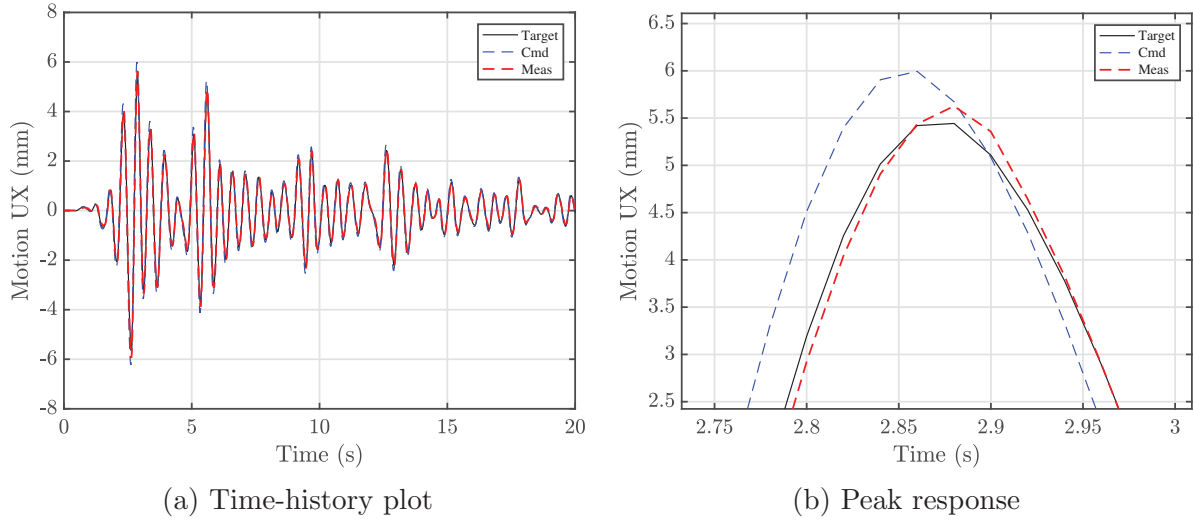 8
6
4
2
0
-2
-4
-6
-8
Motion UX (mm)
0
5
10
15
20
Time (s)
Target
Cmd
Meas
(a) Time-history plot
6.5
6
5.5
5
4.5
4
3.5
3
2.5
Motion UX (mm)
2.75
2.8
2.85
2.9
2.95
3
Time (s)
Target
Cmd
Meas
(b) Peak response